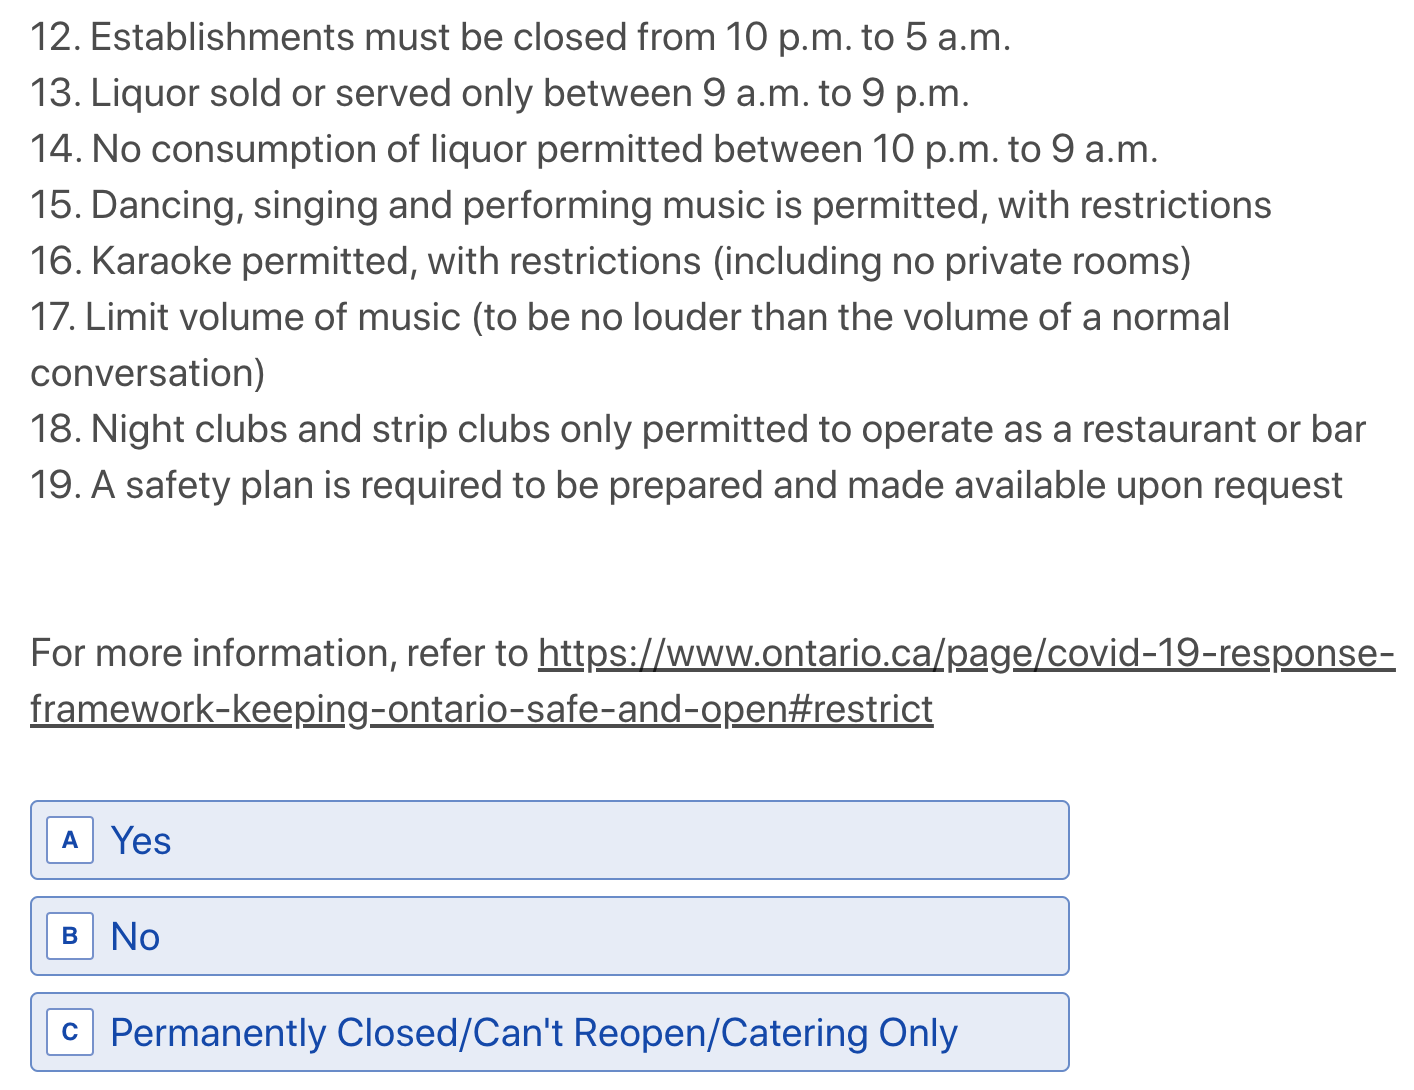 12. Establishments must be closed from 10 p.m. to 5 a.m.
13. Liquor sold or served only between 9 a.m. to 9 p.m.
14. No consumption of liquor permitted between 10 p.m. to 9 a.m.
15. Dancing, singing and performing music is permitted, with restrictions
16. Karaoke permitted, with restrictions (including no private rooms)
17. Limit volume of music (to be no louder than the volume of a normal
conversation)
18. Night clubs and strip clubs only permitted to operate as a restaurant or bar
19. A safety plan is required to be prepared and made available upon request
For more information, refer to https://www.ontario.ca/page/covid-19-response-
framework-keeping-ontario-safe-and-open#restrict
A Yes
B No
C Permanently Closed/Can't Reopen/Catering Only